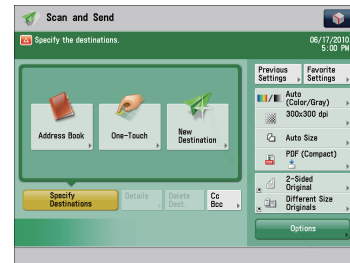 Scan and Send
Specify the destinations.
06/17/2010
5:00 PM
Previous Settings
Favorite Settings
Auto (Color/Gray)
300x300 dpi
Auto Size
PDF (Compact)
2-Sided Original
Different Size Originals
Options
Address Book
One-Touch
New Destination
Specify Destinations
Details
Delete Dest.
Cc Bcc